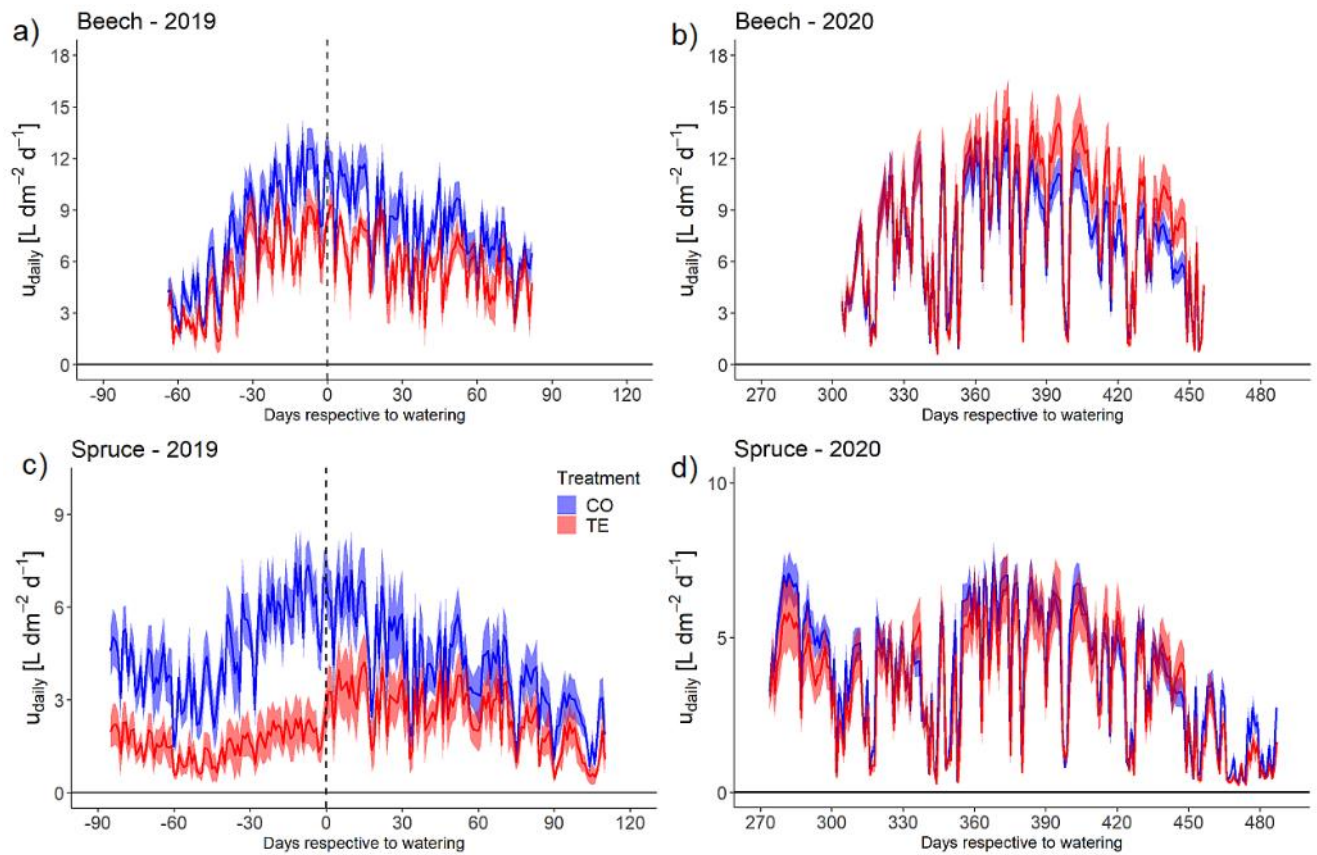 a)
Beech - 2019
18
15
12
9
6
3
0
u_daily [L dm⁻² d⁻¹]
-90 -60 -30 0 30 60 90 120
Days respective to watering
b)
Beech - 2020
18
15
12
9
6
3
0
u_daily [L dm⁻² d⁻¹]
270 300 330 360 390 420 450 480
Days respective to watering
c)
Spruce - 2019
Treatment
CO
TE
9
6
3
0
u_daily [L dm⁻² d⁻¹]
-90 -60 -30 0 30 60 90 120
Days respective to watering
d)
Spruce - 2020
10
5
0
u_daily [L dm⁻² d⁻¹]
270 300 330 360 390 420 450 480
Days respective to watering